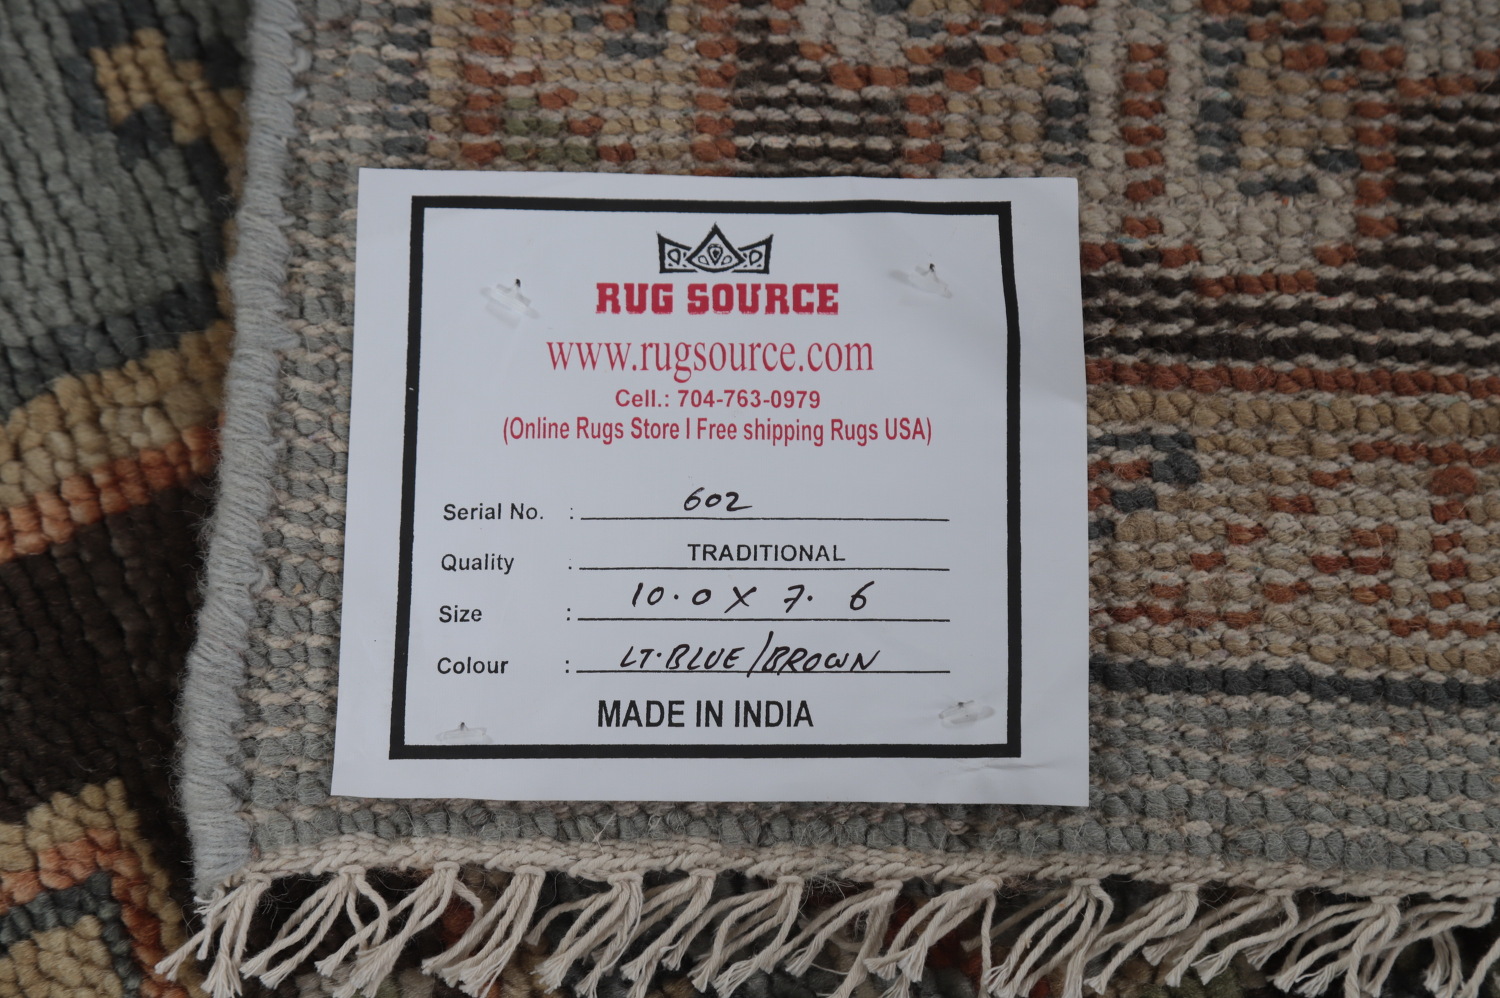 RUG SOURCE
www.rugsource.com
Cell.: 704-763-0979
(Online Rugs Store I Free shipping Rugs USA)
Serial No. : 602
Quality : TRADITIONAL
Size : 10.0 X 7.6
Colour : LT.BLUE/BROWN
MADE IN INDIA